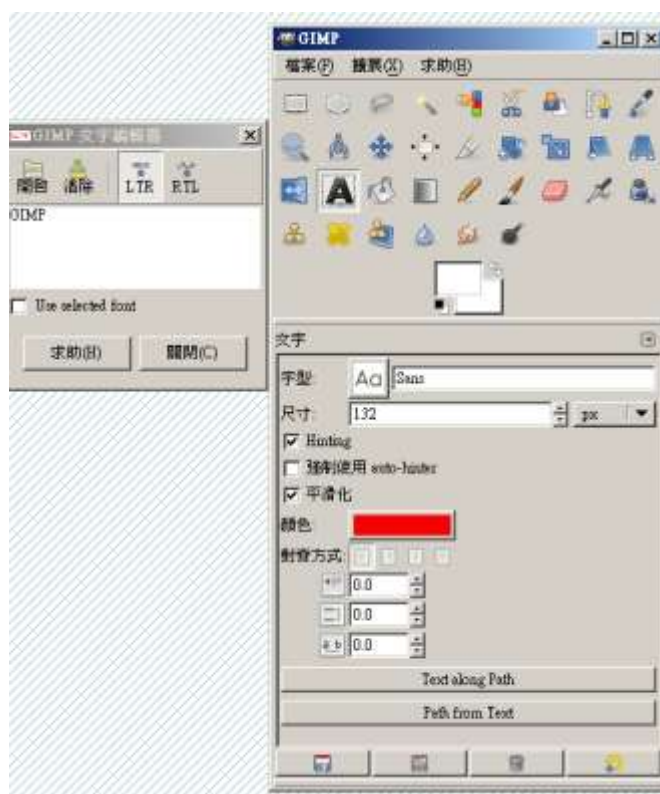 GIMP 文字編輯器
開啟 清除 LTR RTL
GIMP
Use selected font
求助(H) 關閉(C)
GIMP
檔案(F) 擴展(X) 求助(H)
A
文字
字型: Aa Sans
尺寸: 132 px
Hinting
強制使用 auto-hinter
平滑化
顏色:
對齊方式:
0.0
0.0
a b 0.0
Text along Path
Path from Text